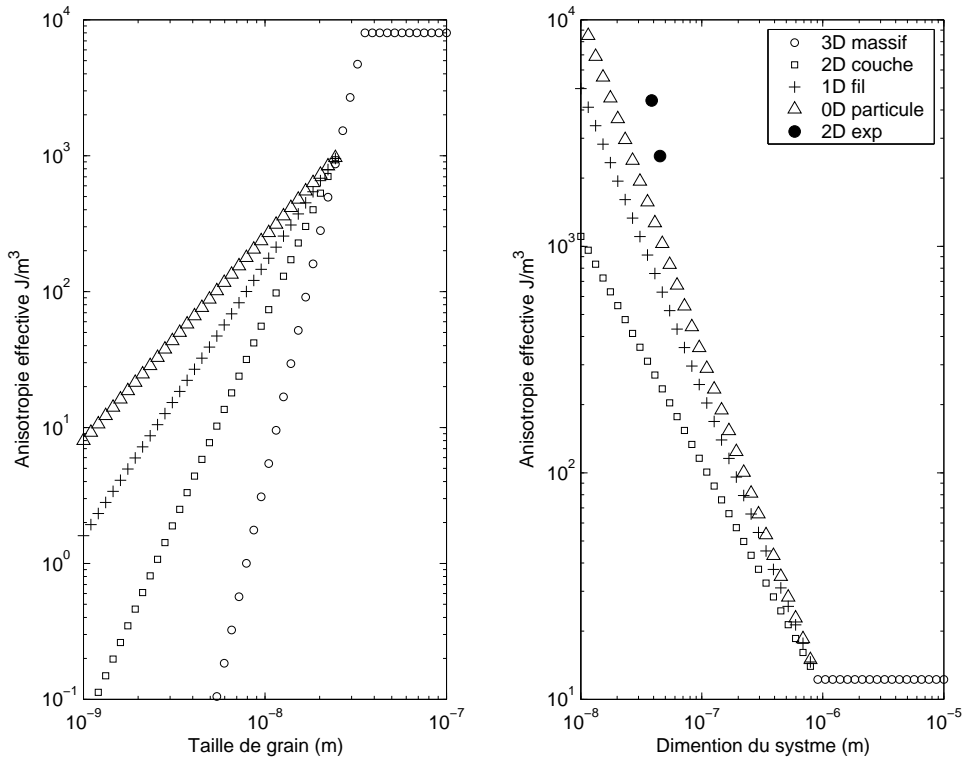 10^4
10^3
10^2
10^1
10^0
10^-1
10^-9
10^-8
10^-7
Anisotropie effective J/m^3
Taille de grain (m)
10^4
10^3
10^2
10^1
10^-8
10^-7
10^-6
10^-5
Anisotropie effective J/m^3
Dimention du systme (m)
3D massif
2D couche
1D fil
0D particule
2D exp